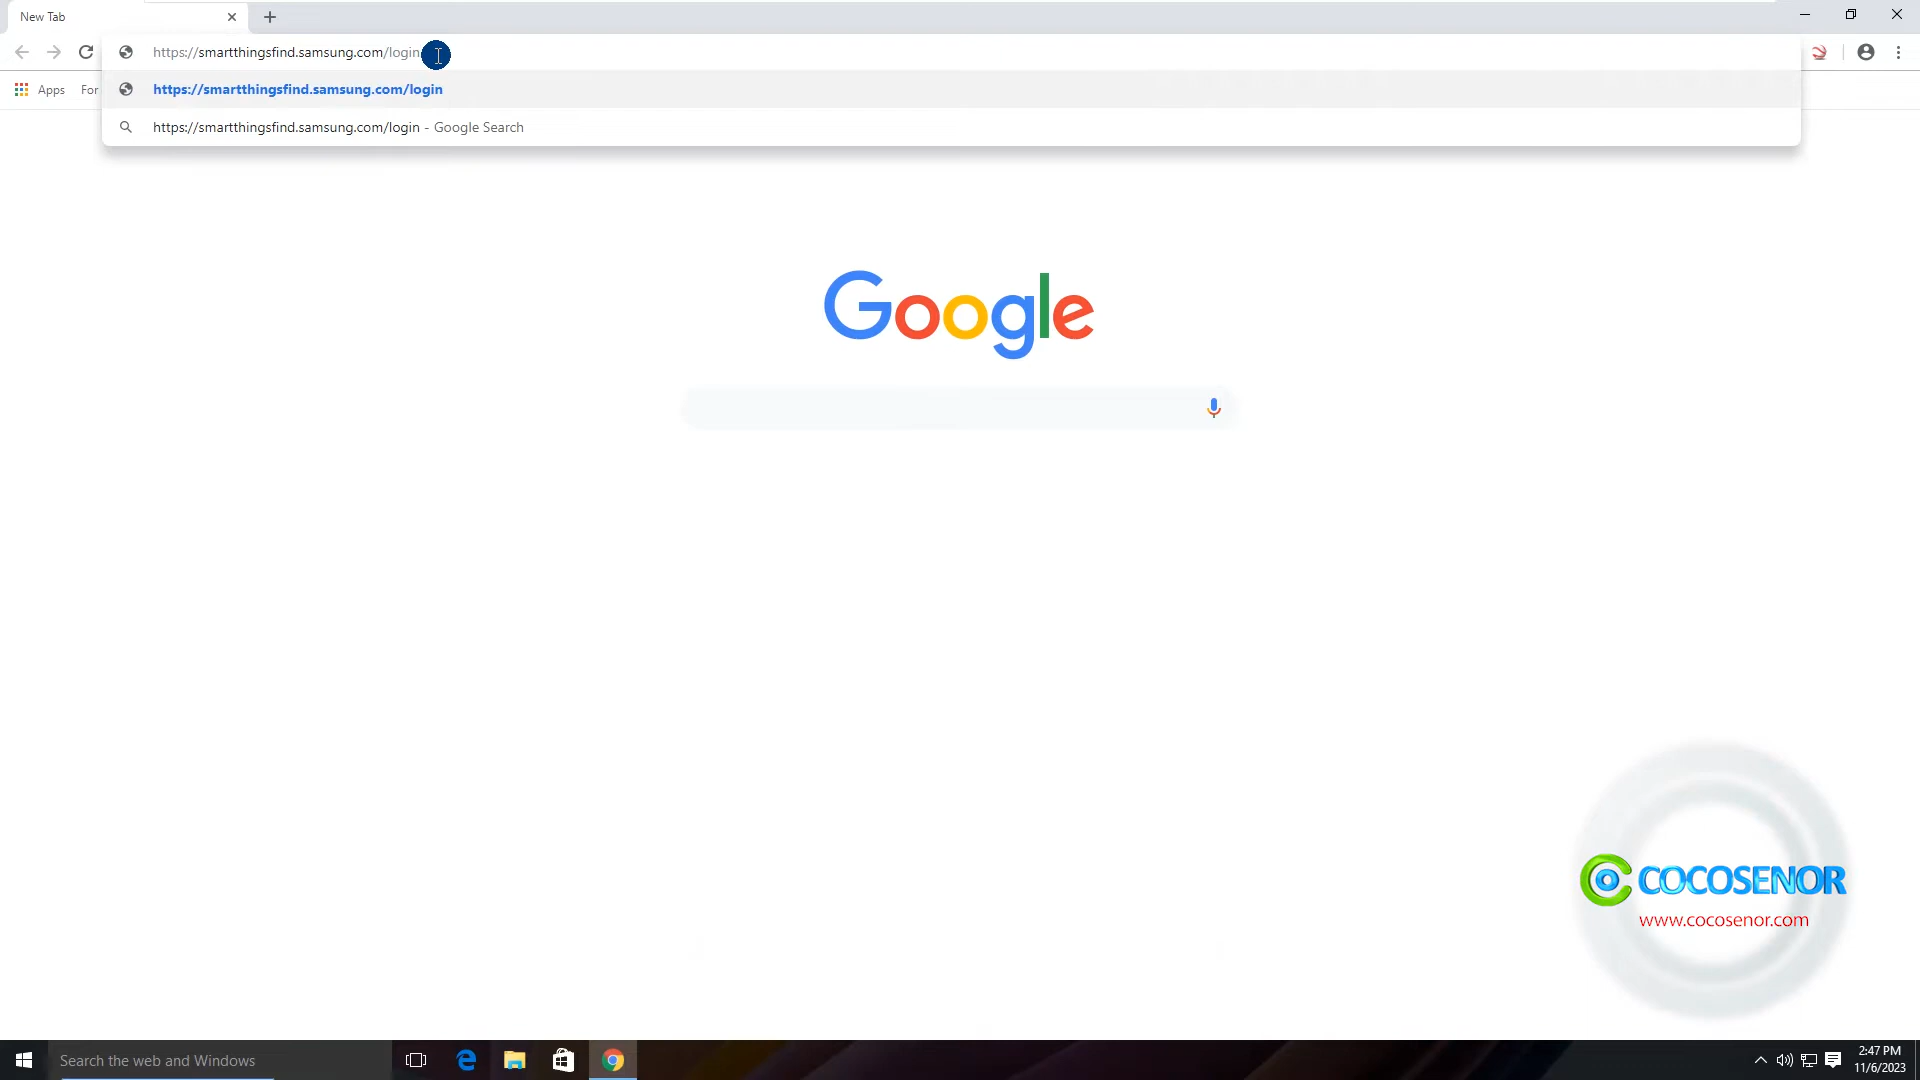 New Tab
https://smartthingsfind.samsung.com/login
Apps For
https://smartthingsfind.samsung.com/login
https://smartthingsfind.samsung.com/login - Google Search
Google
COCOSENOR
www.cocosenor.com
Search the web and Windows
2:47 PM
11/6/2023